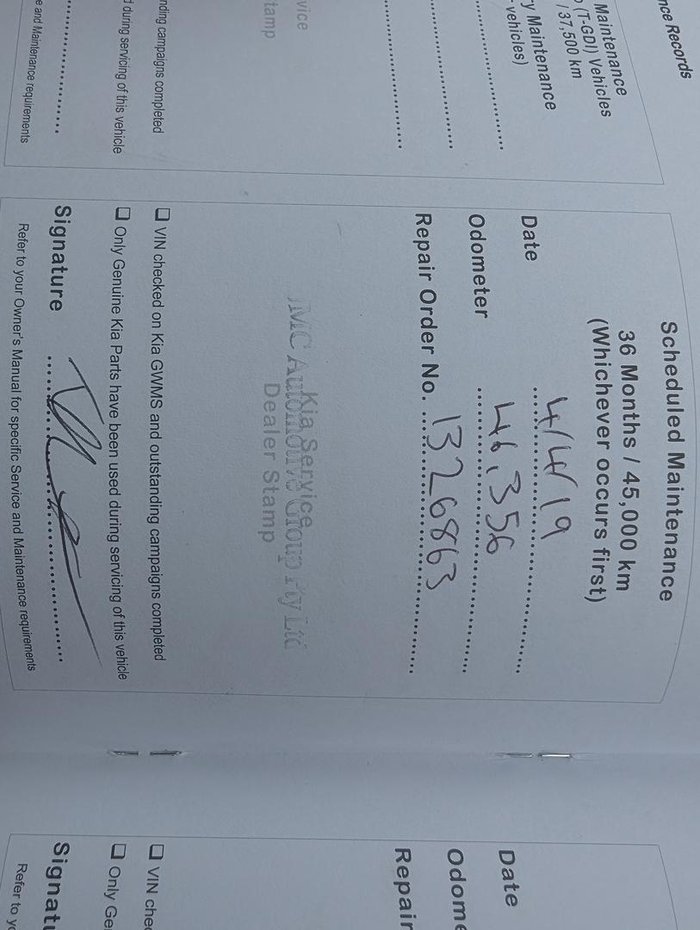 nce Records
Maintenance
(T-GDI) Vehicles
/ 37,500 km
y Maintenance
vehicles)
vice
tamp
nding campaigns completed
d during servicing of this vehicle
e and Maintenance requirements
Scheduled Maintenance
36 Months / 45,000 km
(Whichever occurs first)
Date 4/4/19
Odometer 46,356
Repair Order No. 1326863
Kia Service
JMC Automotive Group Pty Ltd
Dealer Stamp
VIN checked on Kia GWMS and outstanding campaigns completed
Only Genuine Kia Parts have been used during servicing of this vehicle
Signature
Refer to your Owner's Manual for specific Service and Maintenance requirements
Date
Odome
Repair
VIN chec
Only Ge
Signatu
Refer to yo